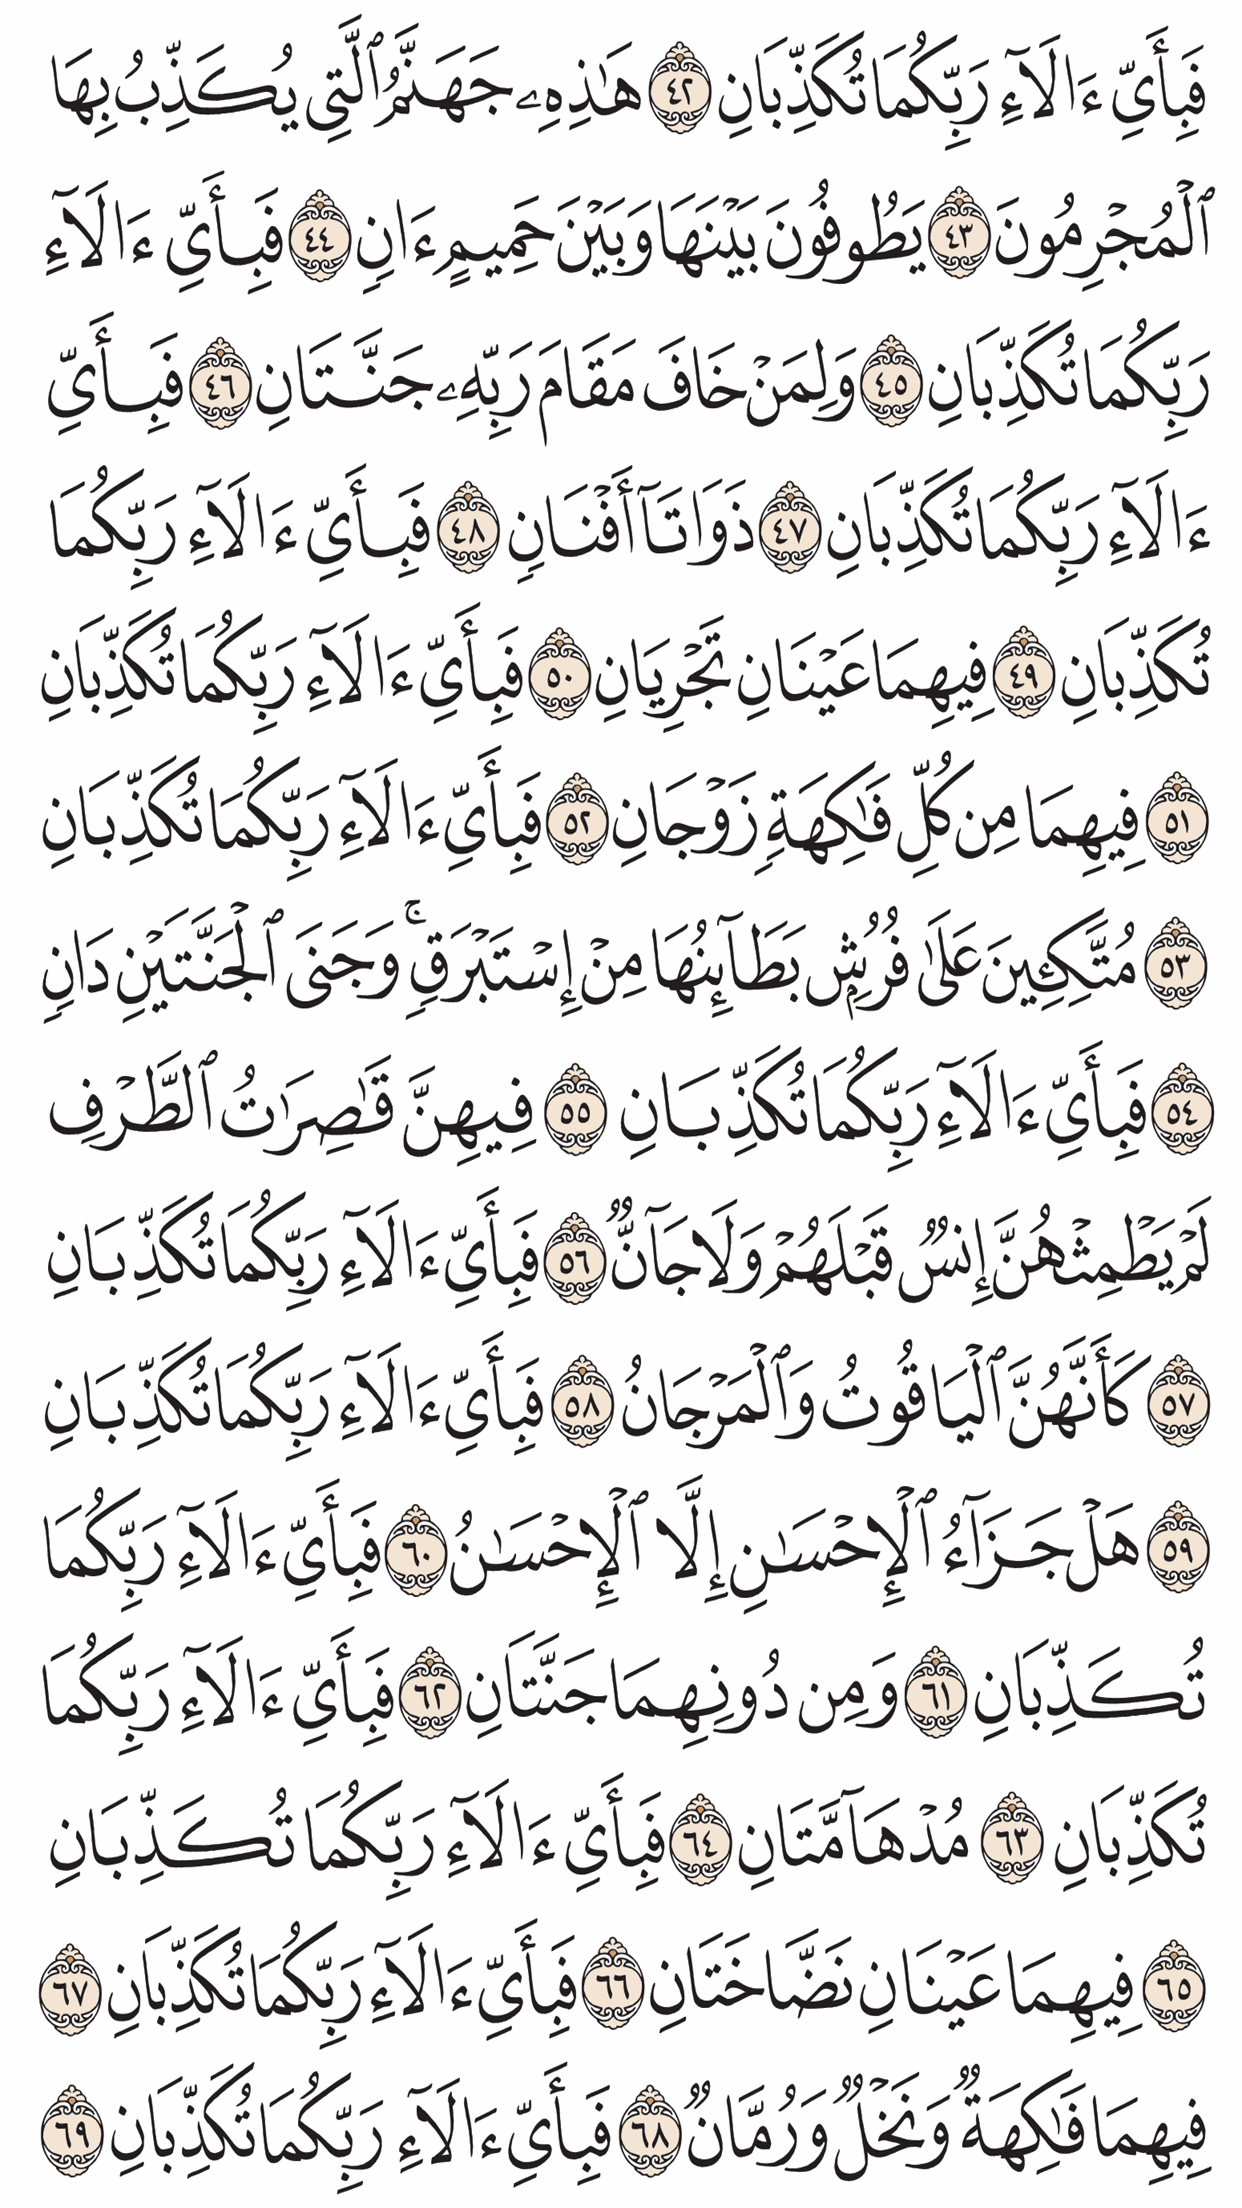 فَبِأَيِّ ءَالَآءِ رَبِّكُمَا تُكَذِّبَانِ ٤٢ هَٰذِهِۦ جَهَنَّمُ ٱلَّتِي يُكَذِّبُ بِهَا
ٱلۡمُجۡرِمُونَ ٤٣ يَطُوفُونَ بَيۡنَهَا وَبَيۡنَ حَمِيمٍ ءَانٖ ٤٤ فَبِأَيِّ ءَالَآءِ
رَبِّكُمَا تُكَذِّبَانِ ٤٥ وَلِمَنۡ خَافَ مَقَامَ رَبِّهِۦ جَنَّتَانِ ٤٦ فَبِأَيِّ
ءَالَآءِ رَبِّكُمَا تُكَذِّبَانِ ٤٧ ذَوَاتَآ أَفۡنَانٖ ٤٨ فَبِأَيِّ ءَالَآءِ رَبِّكُمَا
تُكَذِّبَانِ ٤٩ فِيهِمَا عَيۡنَانِ تَجۡرِيَانِ ٥٠ فَبِأَيِّ ءَالَآءِ رَبِّكُمَا تُكَذِّبَانِ
٥١ فِيهِمَا مِن كُلِّ فَٰكِهَةٖ زَوۡجَانِ ٥٢ فَبِأَيِّ ءَالَآءِ رَبِّكُمَا تُكَذِّبَانِ
٥٣ مُتَّكِـِٔينَ عَلَىٰ فُرُشِۭ بَطَآئِنُهَا مِنۡ إِسۡتَبۡرَقٖۚ وَجَنَى ٱلۡجَنَّتَيۡنِ دَانٖ
٥٤ فَبِأَيِّ ءَالَآءِ رَبِّكُمَا تُكَذِّبَانِ ٥٥ فِيهِنَّ قَٰصِرَٰتُ ٱلطَّرۡفِ
لَمۡ يَطۡمِثۡهُنَّ إِنسٞ قَبۡلَهُمۡ وَلَا جَآنّٞ ٥٦ فَبِأَيِّ ءَالَآءِ رَبِّكُمَا تُكَذِّبَانِ
٥٧ كَأَنَّهُنَّ ٱلۡيَاقُوتُ وَٱلۡمَرۡجَانُ ٥٨ فَبِأَيِّ ءَالَآءِ رَبِّكُمَا تُكَذِّبَانِ
٥٩ هَلۡ جَزَآءُ ٱلۡإِحۡسَٰنِ إِلَّا ٱلۡإِحۡسَٰنُ ٦٠ فَبِأَيِّ ءَالَآءِ رَبِّكُمَا
تُكَذِّبَانِ ٦١ وَمِن دُونِهِمَا جَنَّتَانِ ٦٢ فَبِأَيِّ ءَالَآءِ رَبِّكُمَا
تُكَذِّبَانِ ٦٣ مُدۡهَآمَّتَانِ ٦٤ فَبِأَيِّ ءَالَآءِ رَبِّكُمَا تُكَذِّبَانِ
٦٥ فِيهِمَا عَيۡنَانِ نَضَّاخَتَانِ ٦٦ فَبِأَيِّ ءَالَآءِ رَبِّكُمَا تُكَذِّبَانِ ٦٧
فِيهِمَا فَٰكِهَةٞ وَنَخۡلٞ وَرُمَّانٞ ٦٨ فَبِأَيِّ ءَالَآءِ رَبِّكُمَا تُكَذِّبَانِ ٦٩